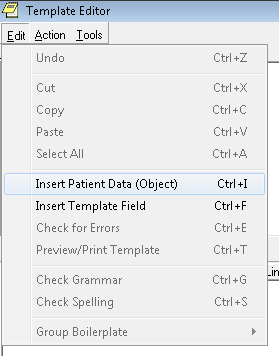 Template Editor
Edit Action Tools
Undo Ctrl+Z
Cut Ctrl+X
Copy Ctrl+C
Paste Ctrl+V
Select All Ctrl+A
Insert Patient Data (Object) Ctrl+I
Insert Template Field Ctrl+F
Check for Errors Ctrl+E
Preview/Print Template Ctrl+T
Lin
Check Grammar Ctrl+G
Check Spelling Ctrl+S
Group Boilerplate